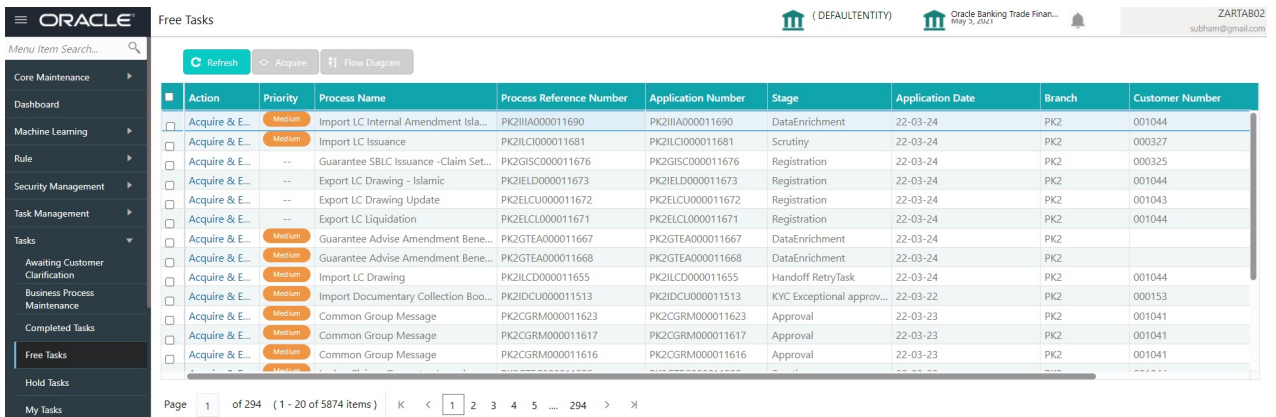 ORACLE
Free Tasks
( DEFAULTENTITY)
Oracle Banking Trade Finan...
May 5, 2021
ZARTAB02
subham@gmail.com
Menu Item Search...
Core Maintenance
Dashboard
Machine Learning
Rule
Security Management
Task Management
Tasks
Awaiting Customer
Clarification
Business Process
Maintenance
Completed Tasks
Free Tasks
Hold Tasks
My Tasks
Refresh Acquire Flow Diagram
Action Priority Process Name Process Reference Number Application Number Stage Application Date Branch Customer Number
Acquire & E... Medium Import LC Internal Amendment Isla... PK2IIIA000011690 PK2IIIA000011690 DataEnrichment 22-03-24 PK2 001044
Acquire & E... Medium Import LC Issuance PK2ILCI000011681 PK2ILCI000011681 Scrutiny 22-03-24 PK2 000327
Acquire & E... -- Guarantee SBLC Issuance -Claim Set... PK2GISC000011676 PK2GISC000011676 Registration 22-03-24 PK2 000325
Acquire & E... -- Export LC Drawing - Islamic PK2IELD000011673 PK2IELD000011673 Registration 22-03-24 PK2 001044
Acquire & E... -- Export LC Drawing Update PK2ELCU000011672 PK2ELCU000011672 Registration 22-03-24 PK2 001043
Acquire & E... -- Export LC Liquidation PK2ELCL000011671 PK2ELCL000011671 Registration 22-03-24 PK2 001044
Acquire & E... Medium Guarantee Advise Amendment Bene... PK2GTEA000011667 PK2GTEA000011667 DataEnrichment 22-03-24 PK2
Acquire & E... Medium Guarantee Advise Amendment Bene... PK2GTEA000011668 PK2GTEA000011668 DataEnrichment 22-03-24 PK2
Acquire & E... Medium Import LC Drawing PK2ILCD000011655 PK2ILCD000011655 Handoff RetryTask 22-03-24 PK2 001044
Acquire & E... Medium Import Documentary Collection Boo... PK2IDCU000011513 PK2IDCU000011513 KYC Exceptional approv... 22-03-22 PK2 000153
Acquire & E... Medium Common Group Message PK2CGRM000011623 PK2CGRM000011623 Approval 22-03-23 PK2 001041
Acquire & E... Medium Common Group Message PK2CGRM000011617 PK2CGRM000011617 Approval 22-03-23 PK2 001041
Acquire & E... Medium Common Group Message PK2CGRM000011616 PK2CGRM000011616 Approval 22-03-23 PK2 001041
Page 1 of 294 ( 1 - 20 of 5874 items ) 1 2 3 4 5 .... 294